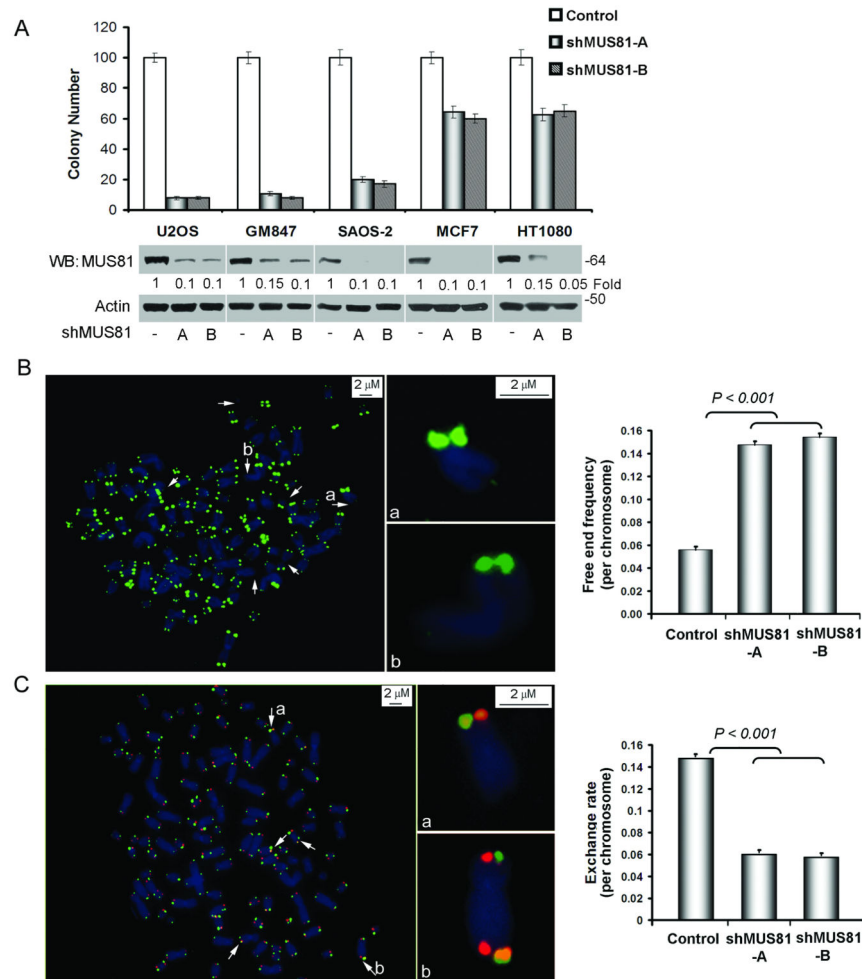 A
Control
shMUS81-A
shMUS81-B
Colony Number
120
100
80
60
40
20
0
U2OS GM847 SAOS-2 MCF7 HT1080
WB: MUS81
-64
1 0.1 0.1 1 0.15 0.1 1 0.1 0.1 1 0.1 0.1 1 0.15 0.05 Fold
-50
Actin
shMUS81 - A B - A B - A B - A B - A B
B
2 µM
2 µM
b
a
a
b
P < 0.001
Free end frequency
(per chromosome)
0.16
0.14
0.12
0.10
0.08
0.06
0.04
0.02
0.00
Control shMUS81 shMUS81
-A -B
C
2 µM
2 µM
a
b
a
b
P < 0.001
Exchange rate
(per chromosome)
0.16
0.14
0.12
0.1
0.08
0.06
0.04
0.02
0
Control shMUS81 shMUS81
-A -B